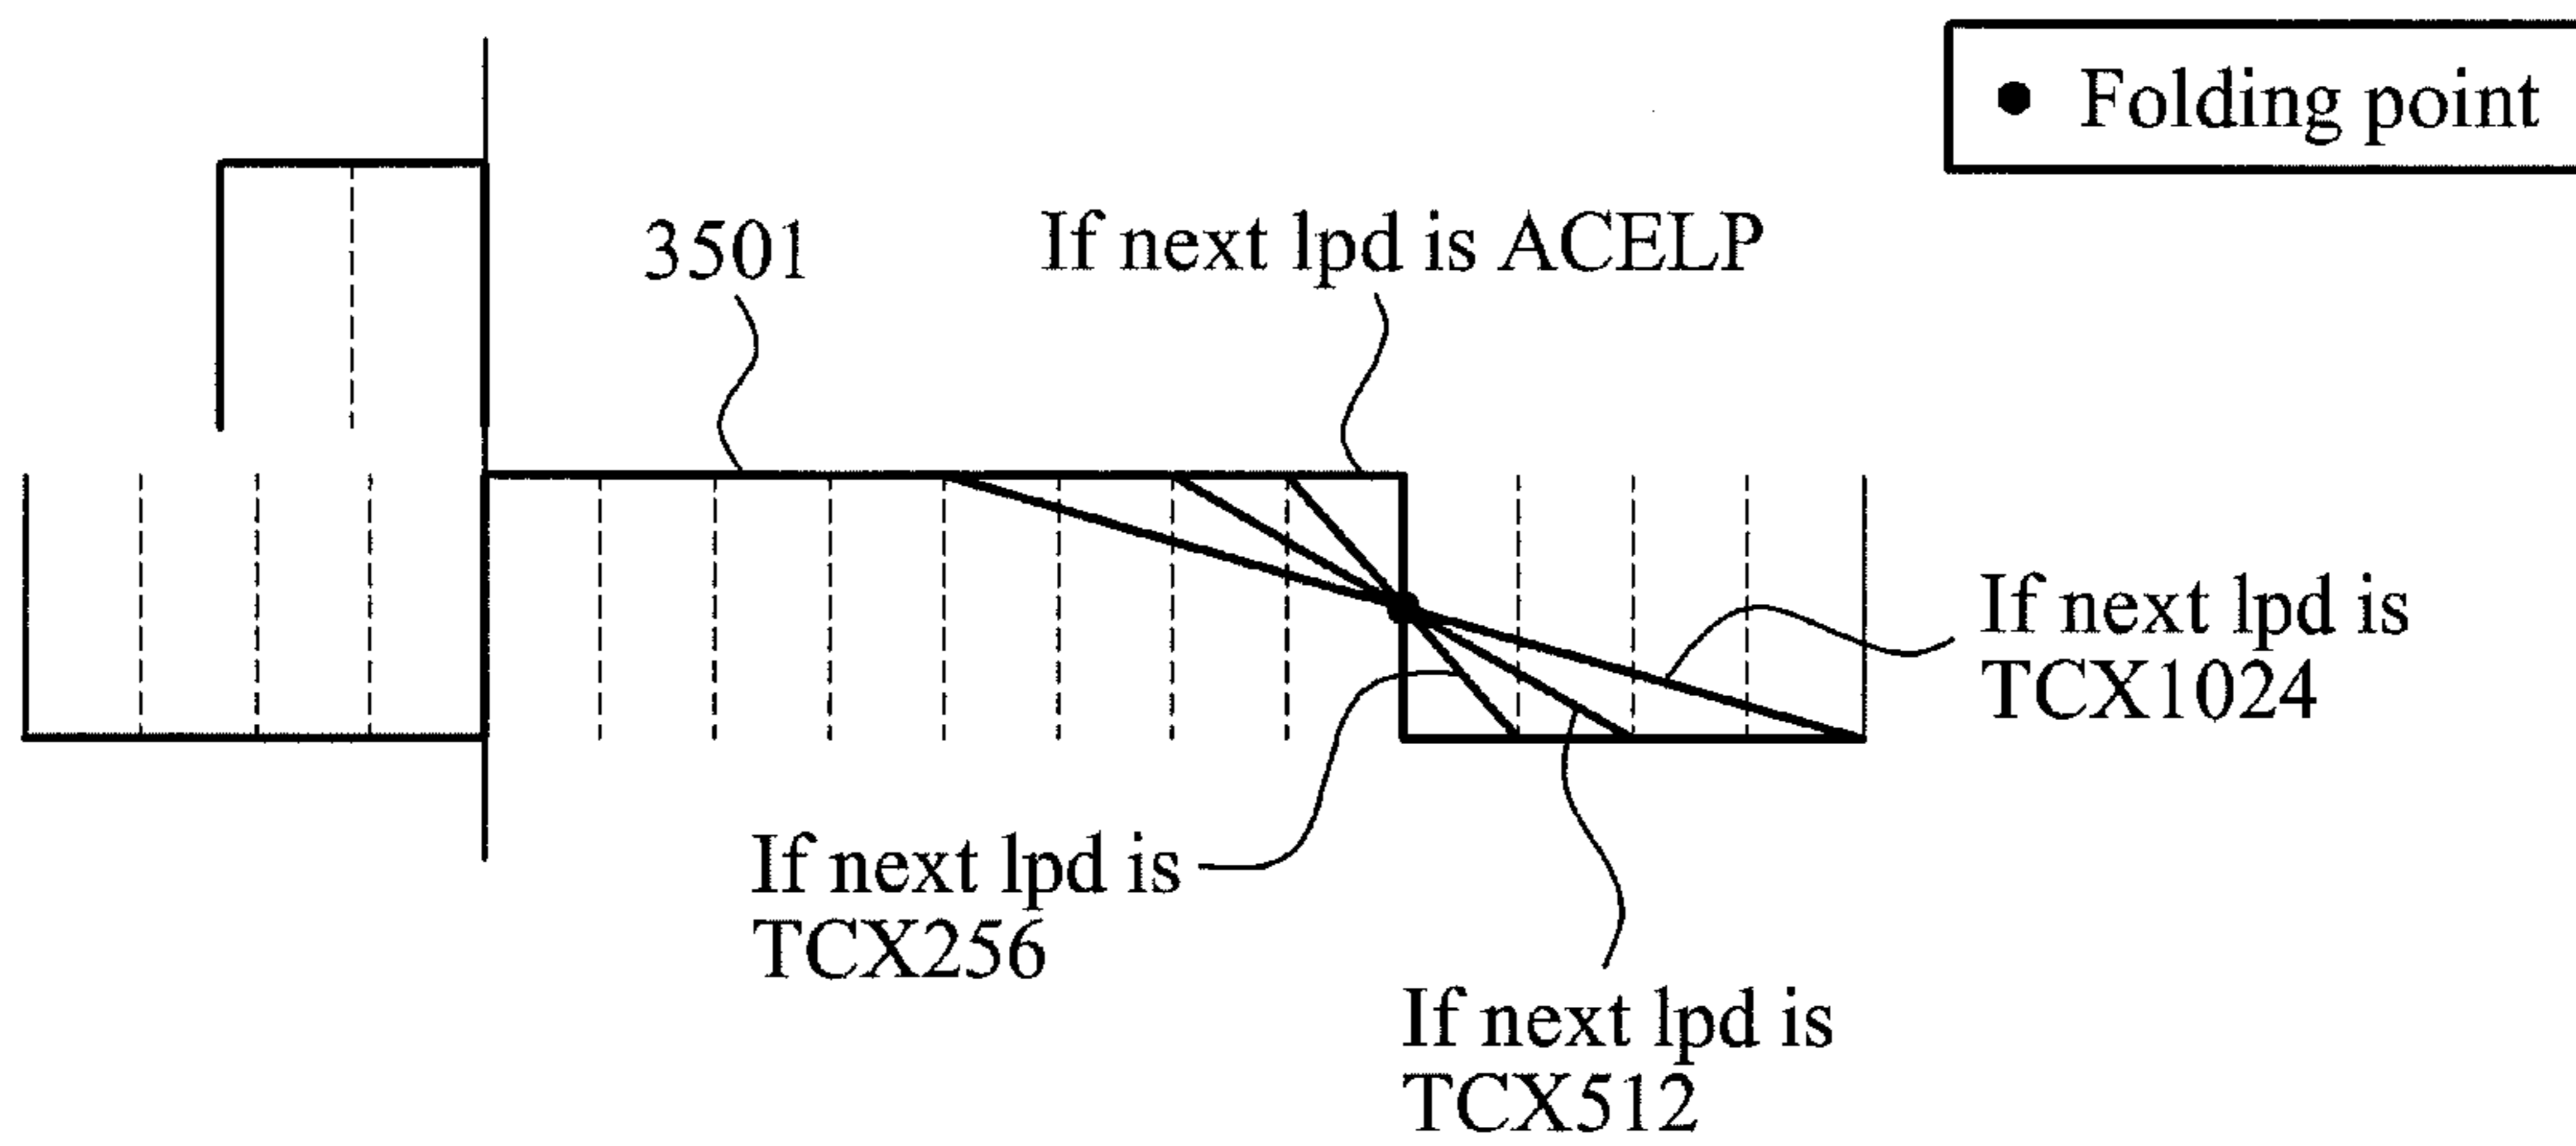 ● Folding point
3501
If next lpd is ACELP
If next lpd is
TCX1024
If next lpd is
TCX256
If next lpd is
TCX512